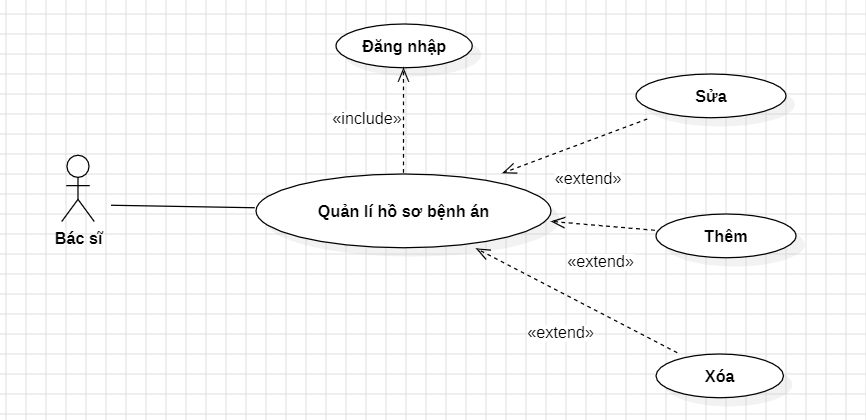 Đăng nhập
Sửa
«include»
«extend»
Quản lí hồ sơ bệnh án
Bác sĩ
Thêm
«extend»
«extend»
Xóa